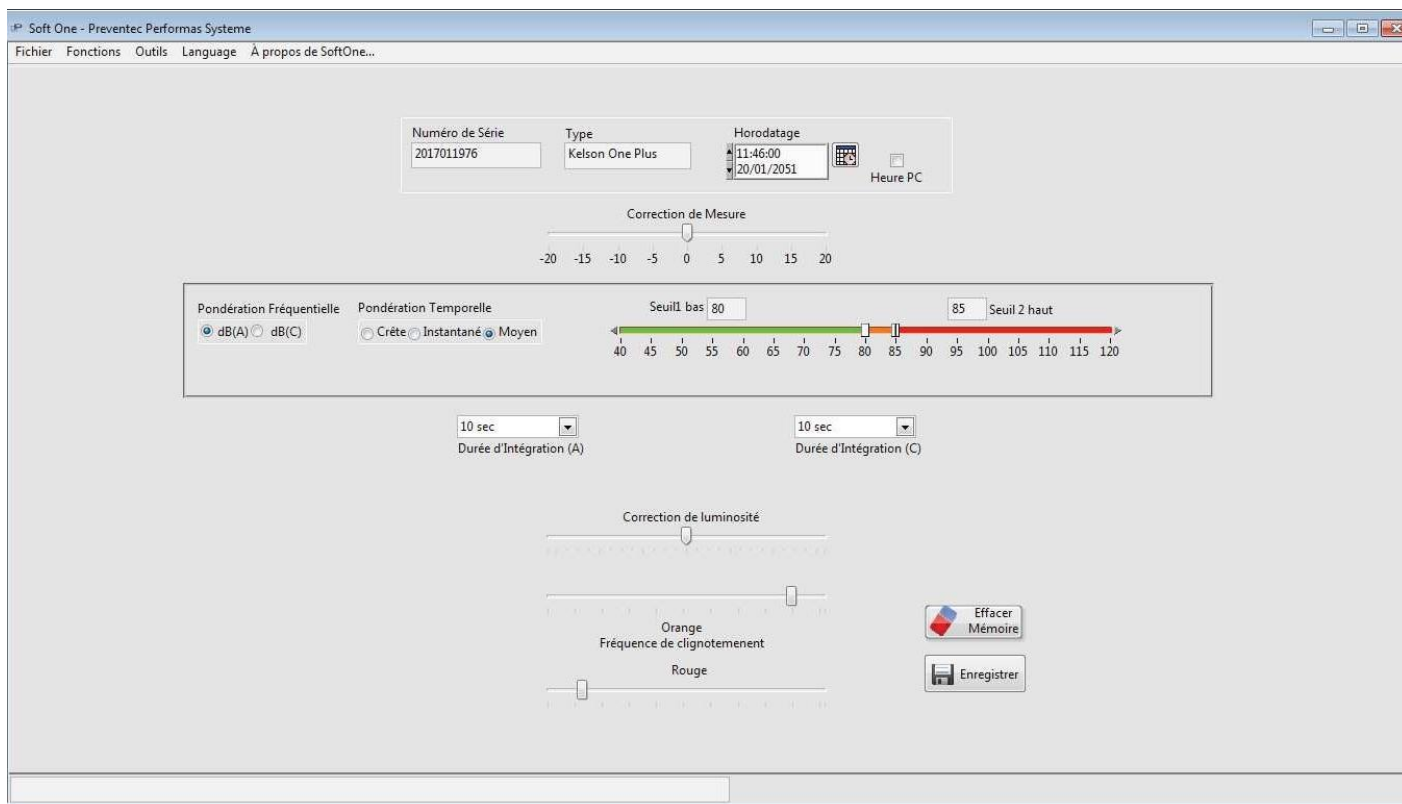 Soft One - Preventec Performas Systeme
Fichier Fonctions Outils Language À propos de SoftOne...
Numéro de Série Type Horodatage
2017011976 Kelson One Plus 11:46:00
20/01/2051
Heure PC
Correction de Mesure
-20 -15 -10 -5 0 5 10 15 20
Pondération Fréquentielle Pondération Temporelle Seuil1 bas 80 85 Seuil 2 haut
dB(A) dB(C) Crête Instantané Moyen
40 45 50 55 60 65 70 75 80 85 90 95 100 105 110 115 120
10 sec 10 sec
Durée d'Intégration (A) Durée d'Intégration (C)
Correction de luminosité
Orange
Fréquence de clignotemenent
Rouge
Effacer
Mémoire
Enregistrer